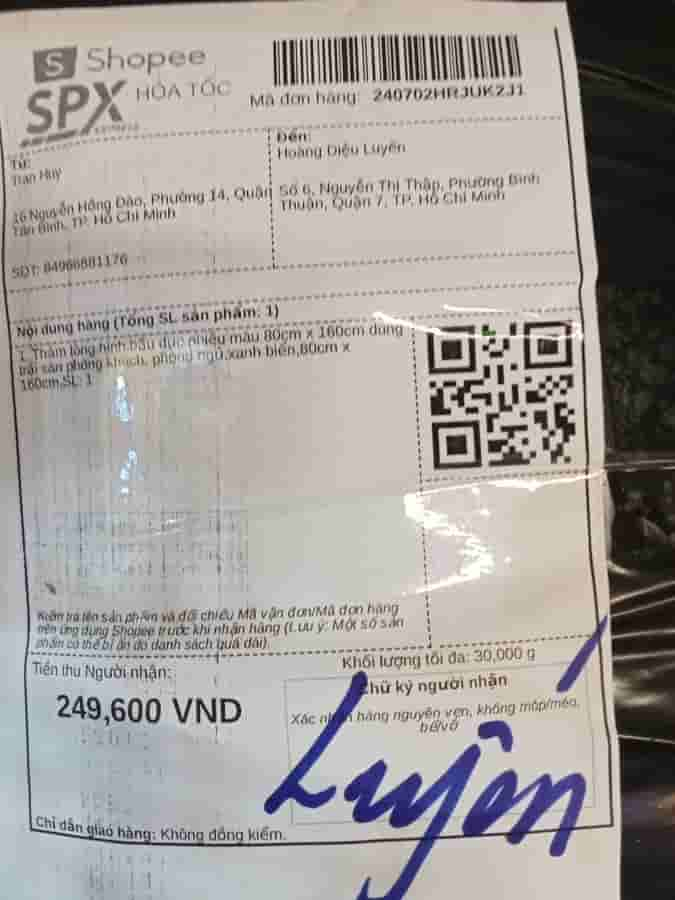 S Shopee
SPX HỎA TỐC
EXPRESS
Mã đơn hàng: 240702HRJUKZJ1
Từ:
Tran Huy
16 Nguyễn Hồng Đào, Phường 14, Quận
Tân Bình, TP. Hồ Chí Minh
SĐT: 84966881176
Đến:
Hoàng Diệu Luyến
Số 6, Nguyễn Thị Thập, Phường Bình
Thuận, Quận 7, TP. Hồ Chí Minh
Nội dung hàng (Tổng SL sản phẩm: 1)
1. Thảm lông hình bầu dục nhiều màu 80cm x 160cm dùng
trải sàn phòng khách, phòng ngủ,xanh biển,80cm x
160cm,SL: 1
Kiểm tra tên sản phẩm và đối chiếu Mã vận đơn/Mã đơn hàng
trên ứng dụng Shopee trước khi nhận hàng (Lưu ý: Một số sản
phẩm có thể bị ẩn do danh sách quá dài).
Tiền thu Người nhận:
249,600 VND
Khối lượng tối đa: 30,000 g
Chữ ký người nhận
Xác nhận hàng nguyên vẹn, không móp/méo,
bể/vỡ
Luyến
Chỉ dẫn giao hàng: Không đồng kiểm.